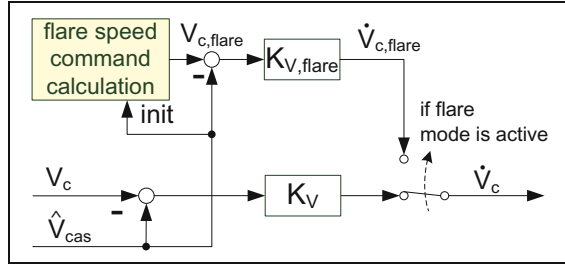 flare speed
command
calculation
V_c,flare
-
K_V,flare
V̇_c,flare
init
if flare
mode is active
V_c
-
K_V
V̇_c
V̂_cas